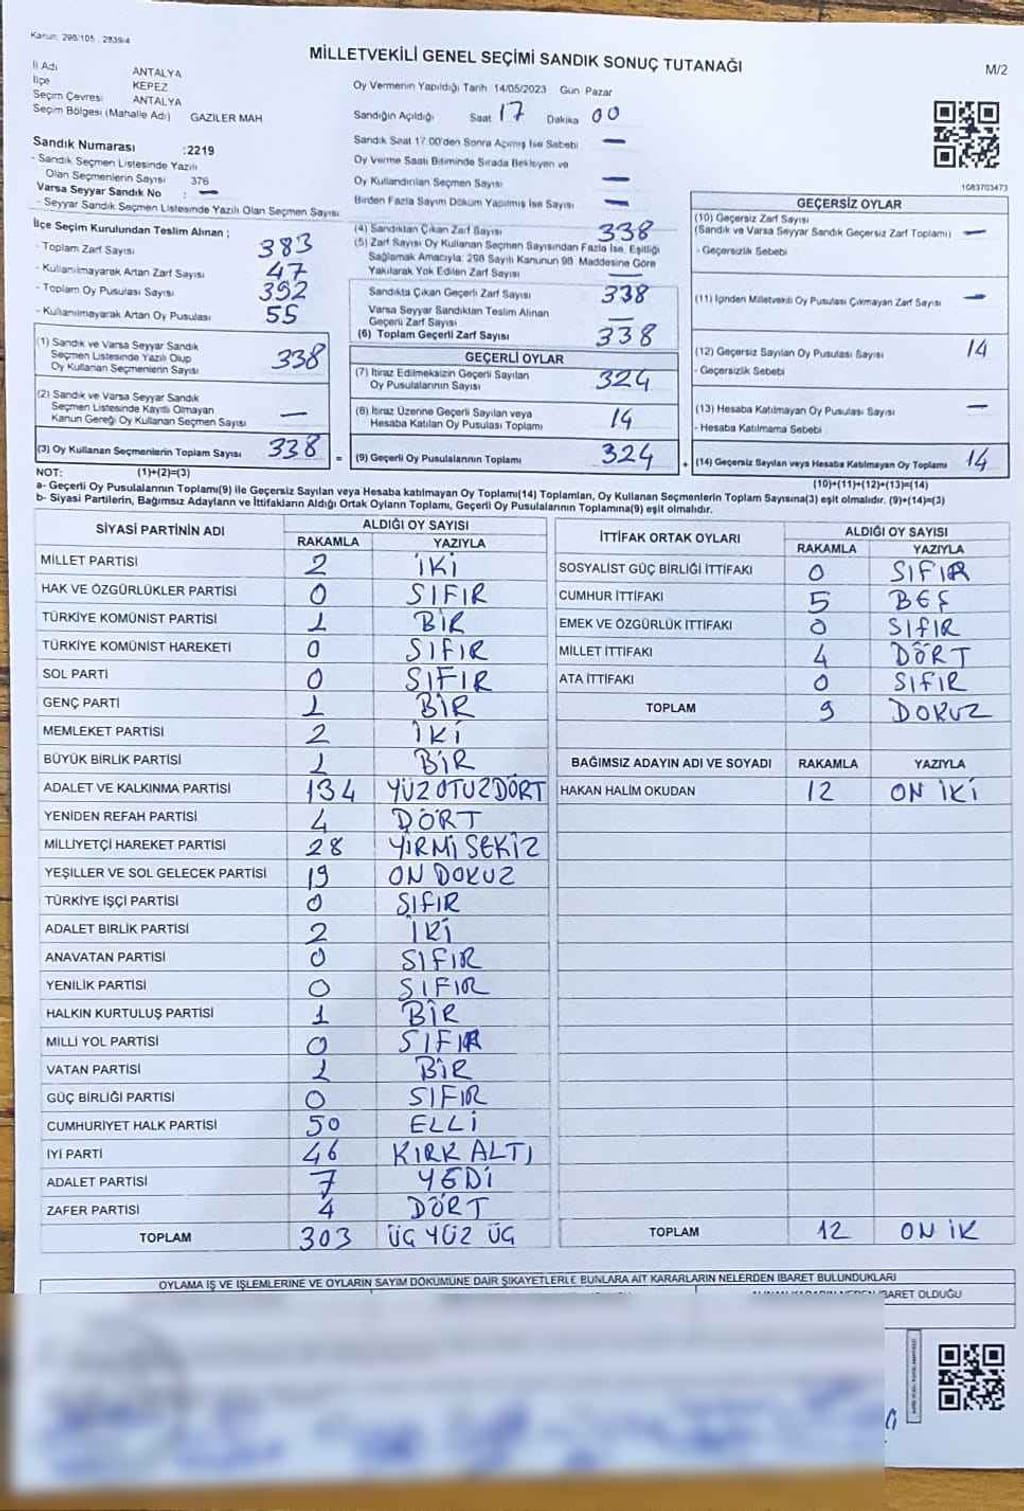 Kanun: 298/105 , 2839/4
MİLLETVEKİLİ GENEL SEÇİMİ SANDIK SONUÇ TUTANAĞI
M/2
İl Adı ANTALYA
İlçe KEPEZ
Seçim Çevresi ANTALYA
Seçim Bölgesi (Mahalle Adı) GAZİLER MAH
Oy Vermenin Yapıldığı Tarih 14/05/2023 Gün Pazar
Sandığın Açıldığı Saat 17 Dakika 00
Sandık Numarası :2219
- Sandık Seçmen Listesinde Yazılı
Olan Seçmenlerin Sayısı 376
Varsa Seyyar Sandık No : —
- Seyyar Sandık Seçmen Listesinde Yazılı Olan Seçmen Sayısı
Sandık Saat 17.00'den Sonra Açılmış İse Sebebi —
Oy Verme Saati Bitiminde Sırada Bekleyen ve
Oy Kullandırılan Seçmen Sayısı —
Birden Fazla Sayım Döküm Yapılmış İse Sayısı —
1083703473
İlçe Seçim Kurulundan Teslim Alınan ;
- Toplam Zarf Sayısı 383
- Kullanılmayarak Artan Zarf Sayısı 47
- Toplam Oy Pusulası Sayısı 392
- Kullanılmayarak Artan Oy Pusulası 55
(1) Sandık ve Varsa Seyyar Sandık
Seçmen Listesinde Yazılı Olup
Oy Kullanan Seçmenlerin Sayısı 338
(2) Sandık ve Varsa Seyyar Sandık
Seçmen Listesinde Kayıtlı Olmayan
Kanun Gereği Oy Kullanan Seçmen Sayısı —
(3) Oy Kullanan Seçmenlerin Toplam Sayısı 338 =
(4) Sandıktan Çıkan Zarf Sayısı 338
(5) Zarf Sayısı Oy Kullanan Seçmen Sayısından Fazla İse, Eşitliği
Sağlamak Amacıyla; 298 Sayılı Kanunun 98. Maddesine Göre
Yakılarak Yok Edilen Zarf Sayısı —
Sandıkta Çıkan Geçerli Zarf Sayısı 338
Varsa Seyyar Sandıktan Teslim Alınan
Geçerli Zarf Sayısı —
(6) Toplam Geçerli Zarf Sayısı 338
GEÇERLİ OYLAR
(7) İtiraz Edilmeksizin Geçerli Sayılan
Oy Pusulalarının Sayısı 324
(8) İtiraz Üzerine Geçerli Sayılan veya
Hesaba Katılan Oy Pusulası Toplamı 14
(9) Geçerli Oy Pusulalarının Toplamı 324 +
GEÇERSİZ OYLAR
(10) Geçersiz Zarf Sayısı
(Sandık ve Varsa Seyyar Sandık Geçersiz Zarf Toplamı) —
- Geçersizlik Sebebi
(11) İçinden Milletvekili Oy Pusulası Çıkmayan Zarf Sayısı —
(12) Geçersiz Sayılan Oy Pusulası Sayısı 14
- Geçersizlik Sebebi
(13) Hesaba Katılmayan Oy Pusulası Sayısı —
- Hesaba Katılmama Sebebi
(14) Geçersiz Sayılan veya Hesaba Katılmayan Oy Toplamı 14
NOT: (1)+(2)=(3) (10)+(11)+(12)+(13)=(14)
a- Geçerli Oy Pusulalarının Toplamı(9) ile Geçersiz Sayılan veya Hesaba katılmayan Oy Toplamı(14) Toplamları, Oy Kullanan Seçmenlerin Toplam Sayısına(3) eşit olmalıdır. (9)+(14)=(3)
b- Siyasi Partilerin, Bağımsız Adayların ve İttifakların Aldığı Ortak Oyların Toplamı, Geçerli Oy Pusulalarının Toplamına(9) eşit olmalıdır.
SİYASİ PARTİNİN ADI ALDIĞI OY SAYISI
RAKAMLA YAZIYLA
MİLLET PARTİSİ 2 İKİ
HAK VE ÖZGÜRLÜKLER PARTİSİ 0 SIFIR
TÜRKİYE KOMÜNİST PARTİSİ 1 BİR
TÜRKİYE KOMÜNİST HAREKETİ 0 SIFIR
SOL PARTİ 0 SIFIR
GENÇ PARTİ 1 BİR
MEMLEKET PARTİSİ 2 İKİ
BÜYÜK BİRLİK PARTİSİ 1 BİR
ADALET VE KALKINMA PARTİSİ 134 YÜZ OTUZDÖRT
YENİDEN REFAH PARTİSİ 4 DÖRT
MİLLİYETÇİ HAREKET PARTİSİ 28 YİRMİ SEKİZ
YEŞİLLER VE SOL GELECEK PARTİSİ 19 ON DOKUZ
TÜRKİYE İŞÇİ PARTİSİ 0 SIFIR
ADALET BİRLİK PARTİSİ 2 İKİ
ANAVATAN PARTİSİ 0 SIFIR
YENİLİK PARTİSİ 0 SIFIR
HALKIN KURTULUŞ PARTİSİ 1 BİR
MİLLİ YOL PARTİSİ 0 SIFIR
VATAN PARTİSİ 1 BİR
GÜÇ BİRLİĞİ PARTİSİ 0 SIFIR
CUMHURİYET HALK PARTİSİ 50 ELLİ
İYİ PARTİ 46 KIRK ALTI
ADALET PARTİSİ 7 YEDİ
ZAFER PARTİSİ 4 DÖRT
TOPLAM 303 ÜÇ YÜZ ÜÇ
İTTİFAK ORTAK OYLARI ALDIĞI OY SAYISI
RAKAMLA YAZIYLA
SOSYALİST GÜÇ BİRLİĞİ İTTİFAKI 0 SIFIR
CUMHUR İTTİFAKI 5 BEŞ
EMEK VE ÖZGÜRLÜK İTTİFAKI 0 SIFIR
MİLLET İTTİFAKI 4 DÖRT
ATA İTTİFAKI 0 SIFIR
TOPLAM 9 DOKUZ
BAĞIMSIZ ADAYIN ADI VE SOYADI RAKAMLA YAZIYLA
HAKAN HALİM OKUDAN 12 ON İKİ
TOPLAM 12 ON İK
OYLAMA İŞ VE İŞLEMLERİNE VE OYLARIN SAYIM DÖKÜMÜNE DAİR ŞİKAYETLERLE BUNLARA AİT KARARLARIN NELERDEN İBARET BULUNDUKLARI
BARET OLDUĞU